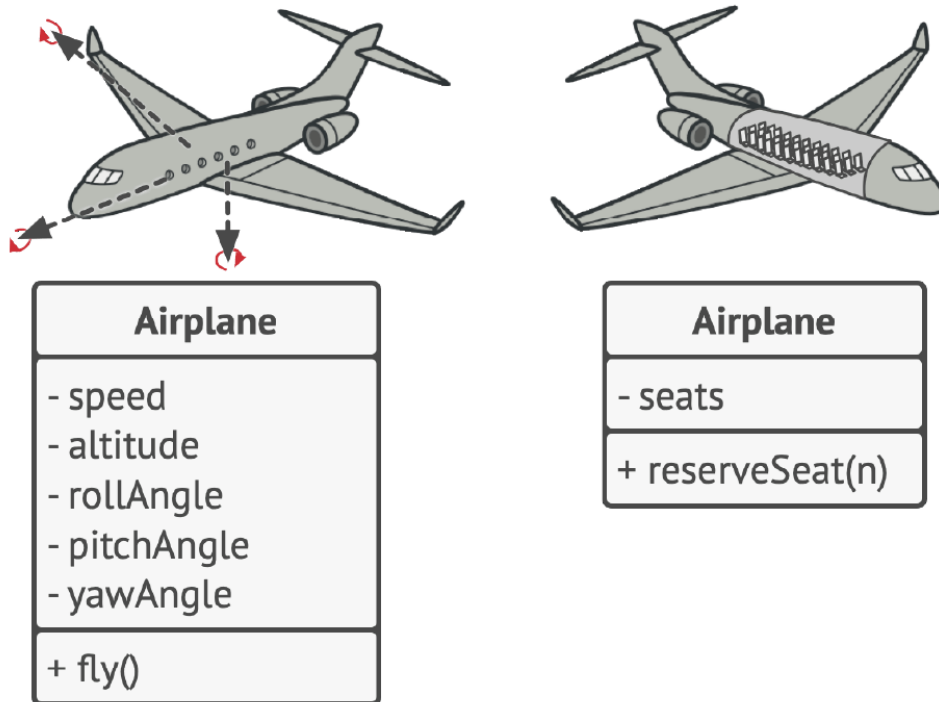 Airplane
- speed
- altitude
- rollAngle
- pitchAngle
- yawAngle
+ fly()
Airplane
- seats
+ reserveSeat(n)